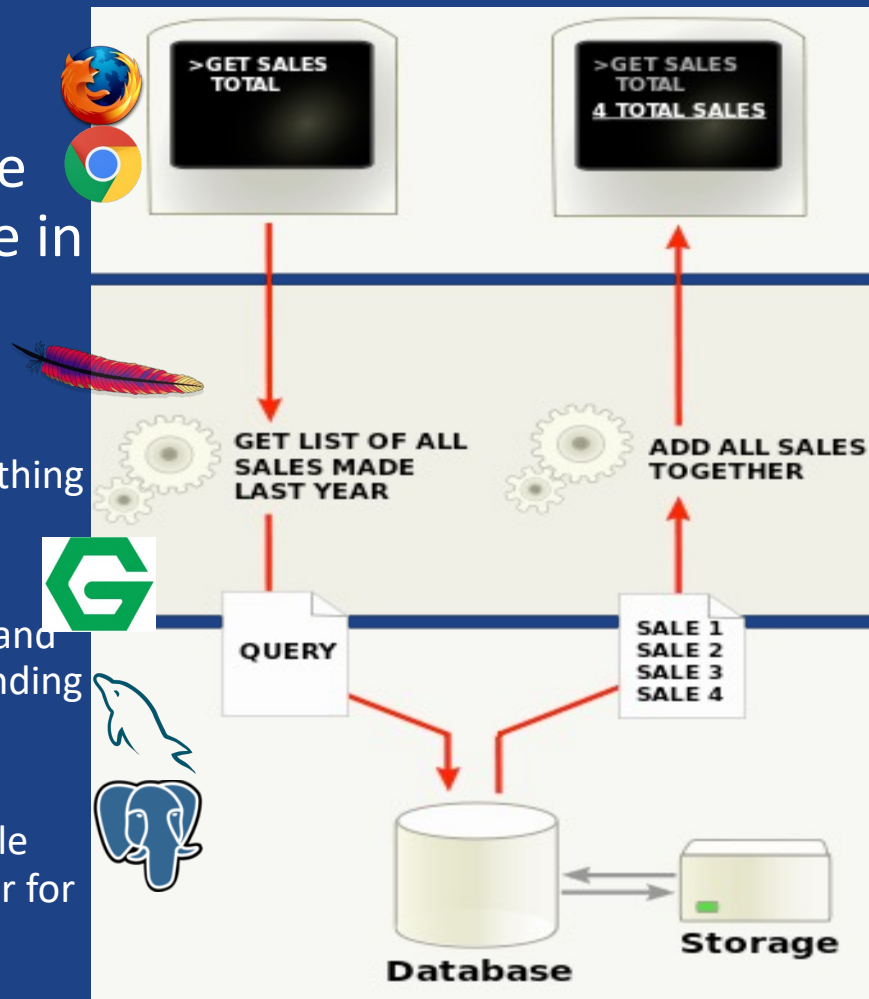 e
e in
thing
and
nding
le
r for
>GET SALES
TOTAL
>GET SALES
TOTAL
4 TOTAL SALES
GET LIST OF ALL
SALES MADE
LAST YEAR
ADD ALL SALES
TOGETHER
QUERY
SALE 1
SALE 2
SALE 3
SALE 4
Database
Storage